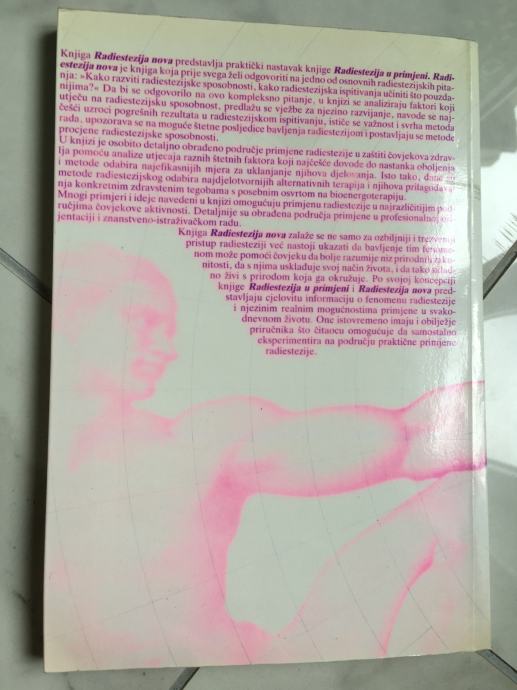 Knjiga Radiestezija nova predstavlja praktički nastavak knjige Radiestezija u primjeni. Radi-
estezija nova je knjiga koja prije svega želi odgovoriti na jedno od osnovnih radiestezijskih pita-
nja: »Kako razviti radiestezijske sposobnosti, kako radiestezijska ispitivanja učiniti što pouzda-
nijima?« Da bi se odgovorilo na ovo kompleksno pitanje, u knjizi se analiziraju faktori koji
utječu na radiestezijsku sposobnost, predlažu se vježbe za njezino razvijanje, navode se naj-
češći uzroci pogrešnih rezultata u radiestezijskom ispitivanju, ističe se važnost i svrha metoda
rada, upozorava se na moguće štetne posljedice bavljenja radiestezijom i postavljaju se metode
procjene radiestezijske sposobnosti.
U knjizi je osobito detaljno obrađeno područje primjene radiestezije u zaštiti čovjekova zdrav-
lja pomoću analize utjecaja raznih štetnih faktora koji najčešće dovode do nastanka oboljenja
i metode odabira najefikasnijih mjera za uklanjanje njihova djelovanja. Isto tako, dane su
metode radiestezijskog odabira najdjelotvornijih alternativnih terapija i njihova prilagođava-
nja konkretnim zdravstvenim tegobama s posebnim osvrtom na bioenergoterapiju.
Mnogi primjeri i ideje navedeni u knjizi omogućuju primjenu radiestezije u najrazličitijim pod-
ručjima čovjekove aktivnosti. Detaljnije su obrađena područja primjene u profesionalnoj ori-
jentaciji i znanstveno-istraživačkom radu.
Knjiga Radiestezija nova zalaže se ne samo za ozbiljniji i trezveniji
pristup radiesteziji već nastoji ukazati da bavljenje tim fenome-
nom može pomoći čovjeku da bolje razumije niz prirodnih zako-
nitosti, da s njima usklađuje svoj način života, i da tako sklad-
no živi s prirodom koja ga okružuje. Po svojoj koncepciji
knjige Radiestezija u primjeni i Radiestezija nova pred-
stavljaju cjelovitu informaciju o fenomenu radiestezije
i njezinim realnim mogućnostima primjene u svako-
dnevnom životu. One istovremeno imaju i obilježje
priručnika što čitaocu omogućuje da samostalno
eksperimentira na području praktične primjene
radiestezije.